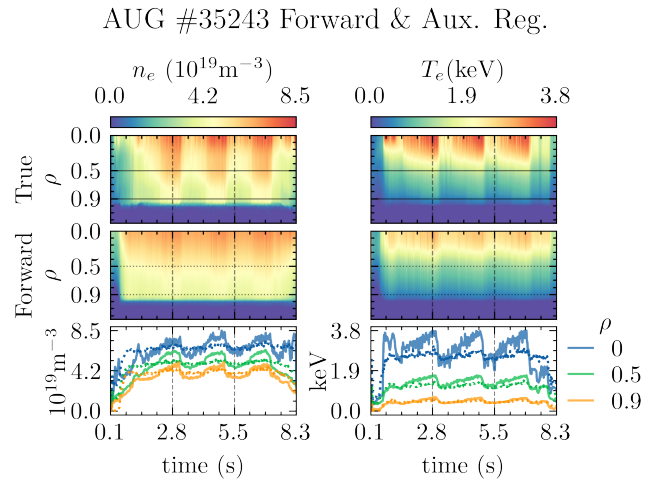 AUG #35243 Forward & Aux. Reg.
n_e (10^19 m^−3)
T_e(keV)
0.0 4.2 8.5
0.0 1.9 3.8
True
ρ
0.0
0.5
0.9
Forward
ρ
0.0
0.5
0.9
10^19 m^−3
8.5
4.2
0.0
0.1 2.8 5.5 8.3
time (s)
keV
3.8
1.9
0.0
0.1 2.8 5.5 8.3
time (s)
ρ
0
0.5
0.9